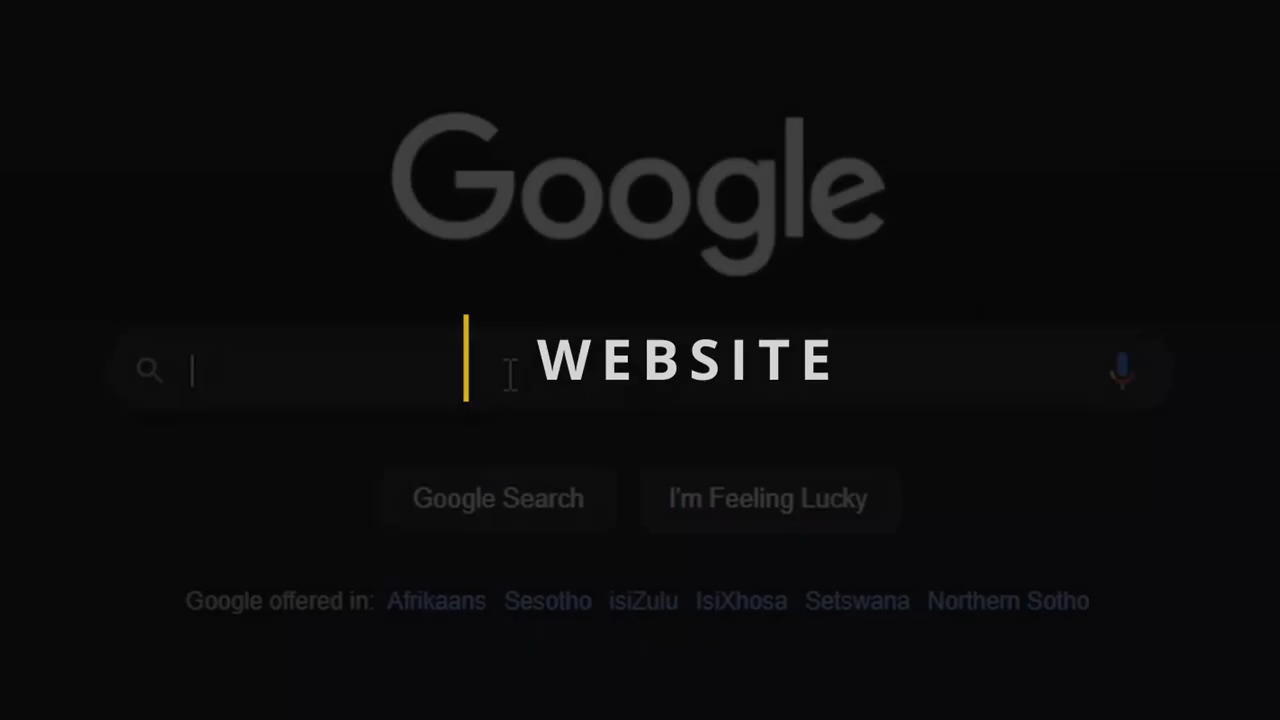 Google
WEBSITE
Google Search I'm Feeling Lucky
Google offered in: Afrikaans Sesotho isiZulu IsiXhosa Setswana Northern Sotho